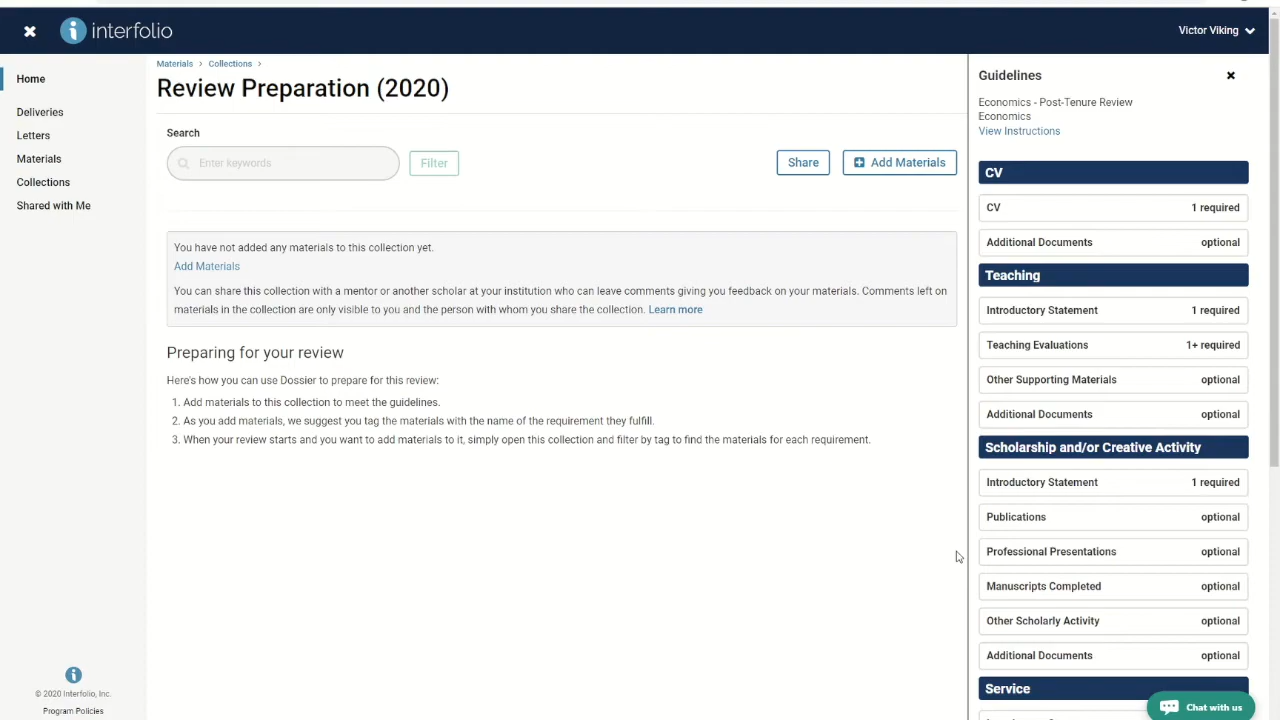 interfolio
Victor Viking
Home
Deliveries
Letters
Materials
Collections
Shared with Me
© 2020 Interfolio, Inc.
Program Policies
Materials > Collections >
Review Preparation (2020)
Search
Enter keywords
Filter
Share
Add Materials
You have not added any materials to this collection yet.
Add Materials
You can share this collection with a mentor or another scholar at your institution who can leave comments giving you feedback on your materials. Comments left on
materials in the collection are only visible to you and the person with whom you share the collection. Learn more
Preparing for your review
Here's how you can use Dossier to prepare for this review:
1. Add materials to this collection to meet the guidelines.
2. As you add materials, we suggest you tag the materials with the name of the requirement they fulfill.
3. When your review starts and you want to add materials to it, simply open this collection and filter by tag to find the materials for each requirement.
Guidelines
Economics - Post-Tenure Review
Economics
View Instructions
CV
CV 1 required
Additional Documents optional
Teaching
Introductory Statement 1 required
Teaching Evaluations 1+ required
Other Supporting Materials optional
Additional Documents optional
Scholarship and/or Creative Activity
Introductory Statement 1 required
Publications optional
Professional Presentations optional
Manuscripts Completed optional
Other Scholarly Activity optional
Additional Documents optional
Service
Chat with us